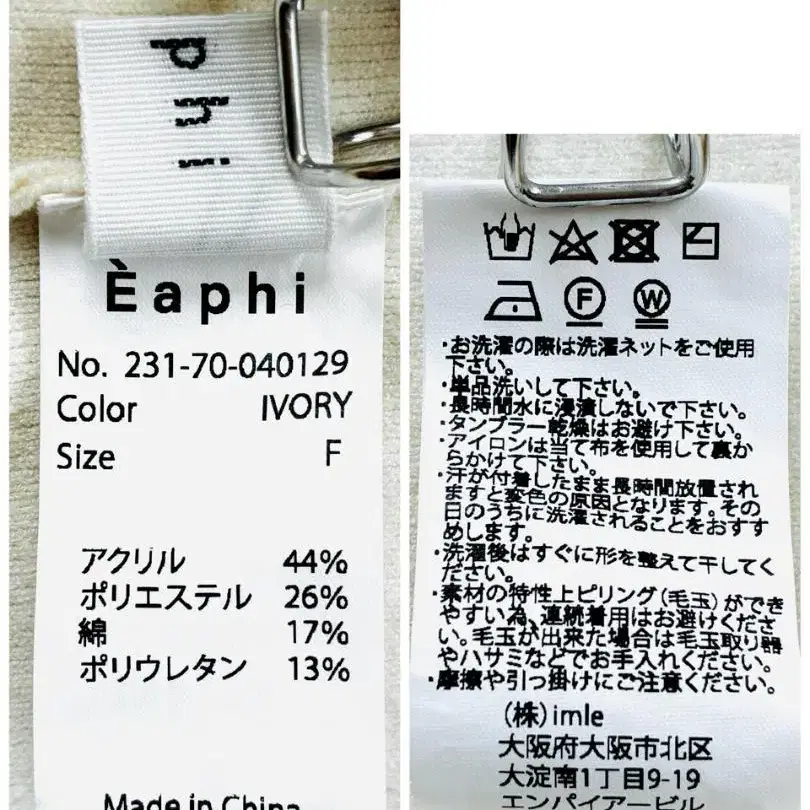 phi
Èaphi
No. 231-70-040129
Color IVORY
Size F
アクリル 44%
ポリエステル 26%
綿 17%
ポリウレタン 13%
Made in China
F
W
・お洗濯の際は洗濯ネットをご使用
下さい。
・単品洗いして下さい。
・長時間水に浸漬しないで下さい。
・タンブラー乾燥はお避け下さい。
・アイロンは当て布を使用して裏か
らかけて下さい。
・汗が付着したまま長時間放置され
ますと変色の原因となります。その
日のうちに洗濯されることをおすす
めします。
・洗濯後はすぐに形を整えて干してく
ださい。
・素材の特性上ピリング(毛玉)ができ
やすい為、連続着用はお避けくださ
い。毛玉が出来た場合は毛玉取り器
やハサミなどでお手入れください。
・摩擦や引っ掛けにご注意ください。
(株)imle
大阪府大阪市北区
大淀南1丁目9-19
エンパイアービル